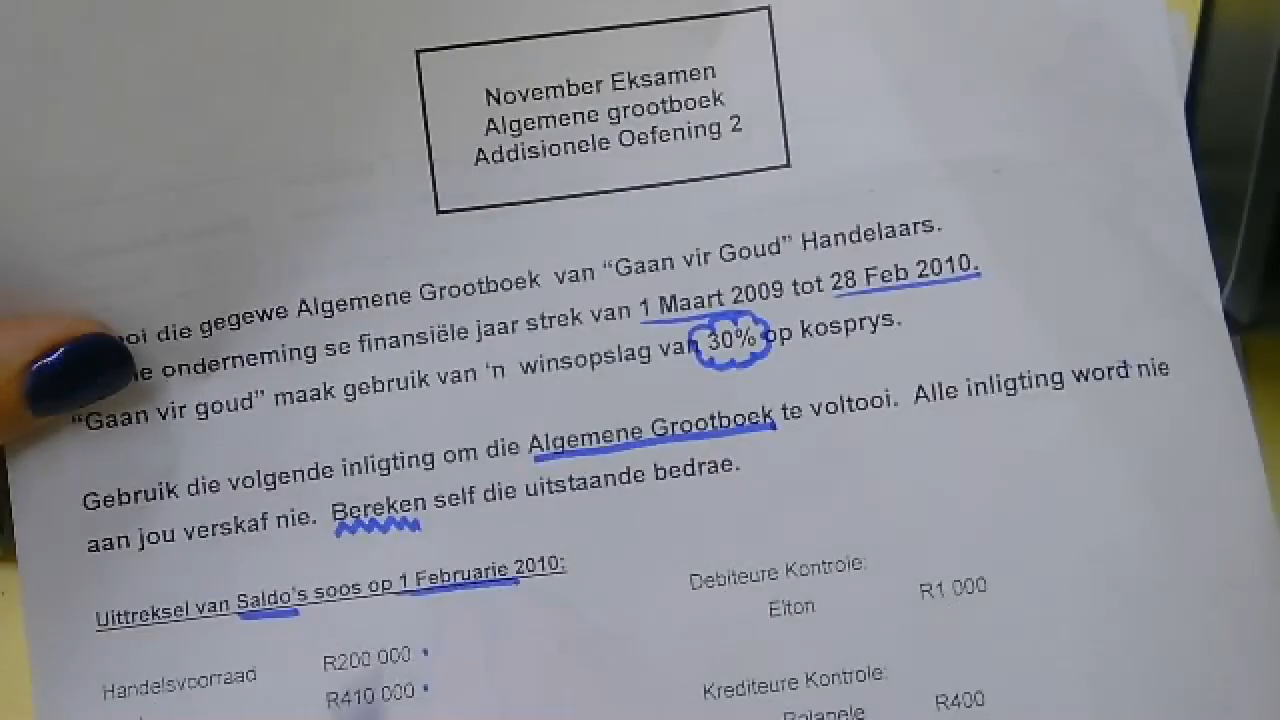 November Eksamen
Algemene grootboek
Addisionele Oefening 2
die gegewe Algemene Grootboek van “Gaan vir Goud” Handelaars.
onderneming se finansiële jaar strek van 1 Maart 2009 tot 28 Feb 2010.
“Gaan vir goud” maak gebruik van ‘n winsopslag van 30% op kosprys.
Gebruik die volgende inligting om die Algemene Grootboek te voltooi. Alle inligting word nie
aan jou verskaf nie. Bereken self die uitstaande bedrae.
Uittreksel van Saldo’s soos op 1 Februarie 2010:
Handelsvoorraad R200 000
R410 000
Debiteure Kontrole:
Elton R1 000
Krediteure Kontrole:
R400